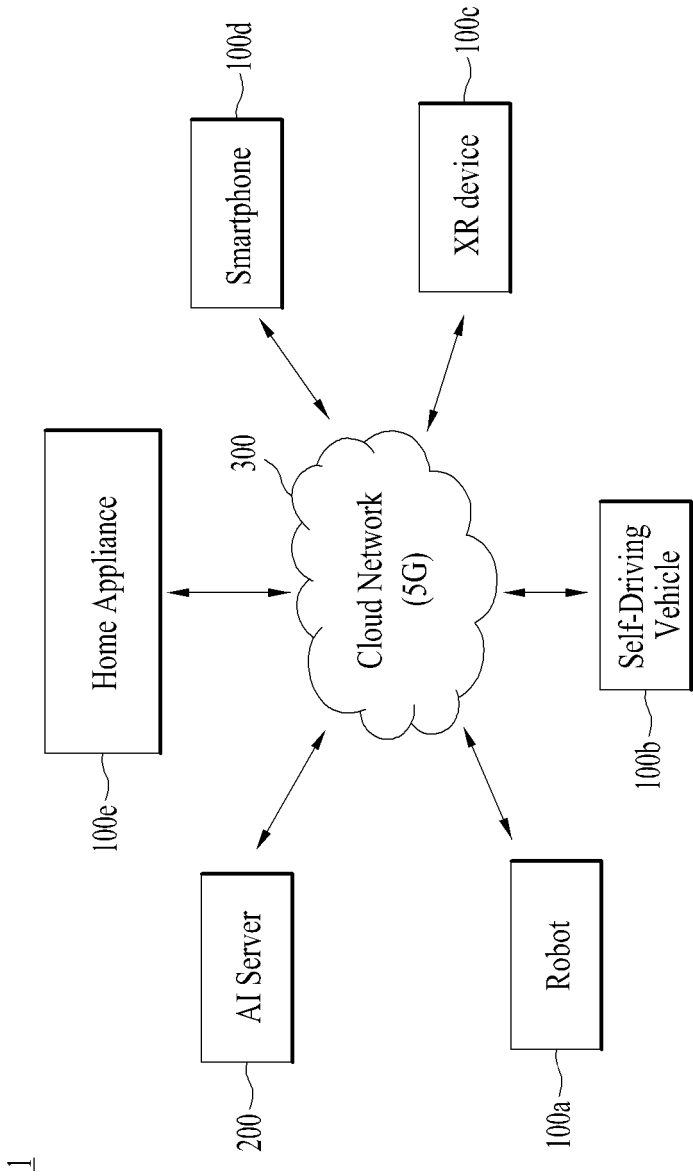 1
100e
Home Appliance
200
AI Server
300
Smartphone
100d
Cloud Network
(5G)
XR device
100c
100a
Robot
100b
Self-Driving
Vehicle